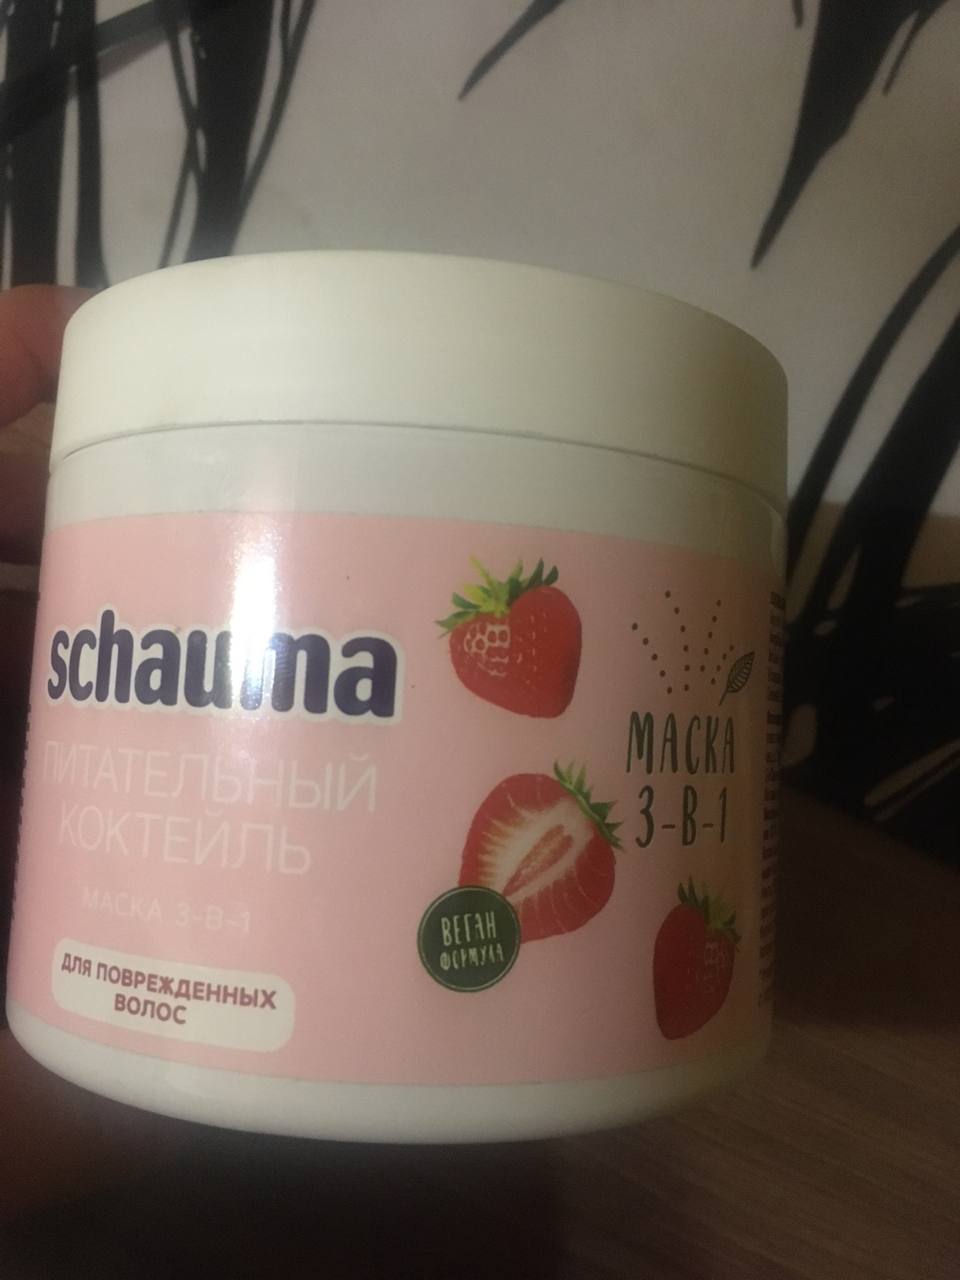 schauma
ПИТАТЕЛЬНЫЙ
КОКТЕЙЛЬ
МАСКА 3-В-1
ДЛЯ ПОВРЕЖДЕННЫХ
ВОЛОС
ВЕГАН
ФОРМУЛА
МАСКА
3-В-1